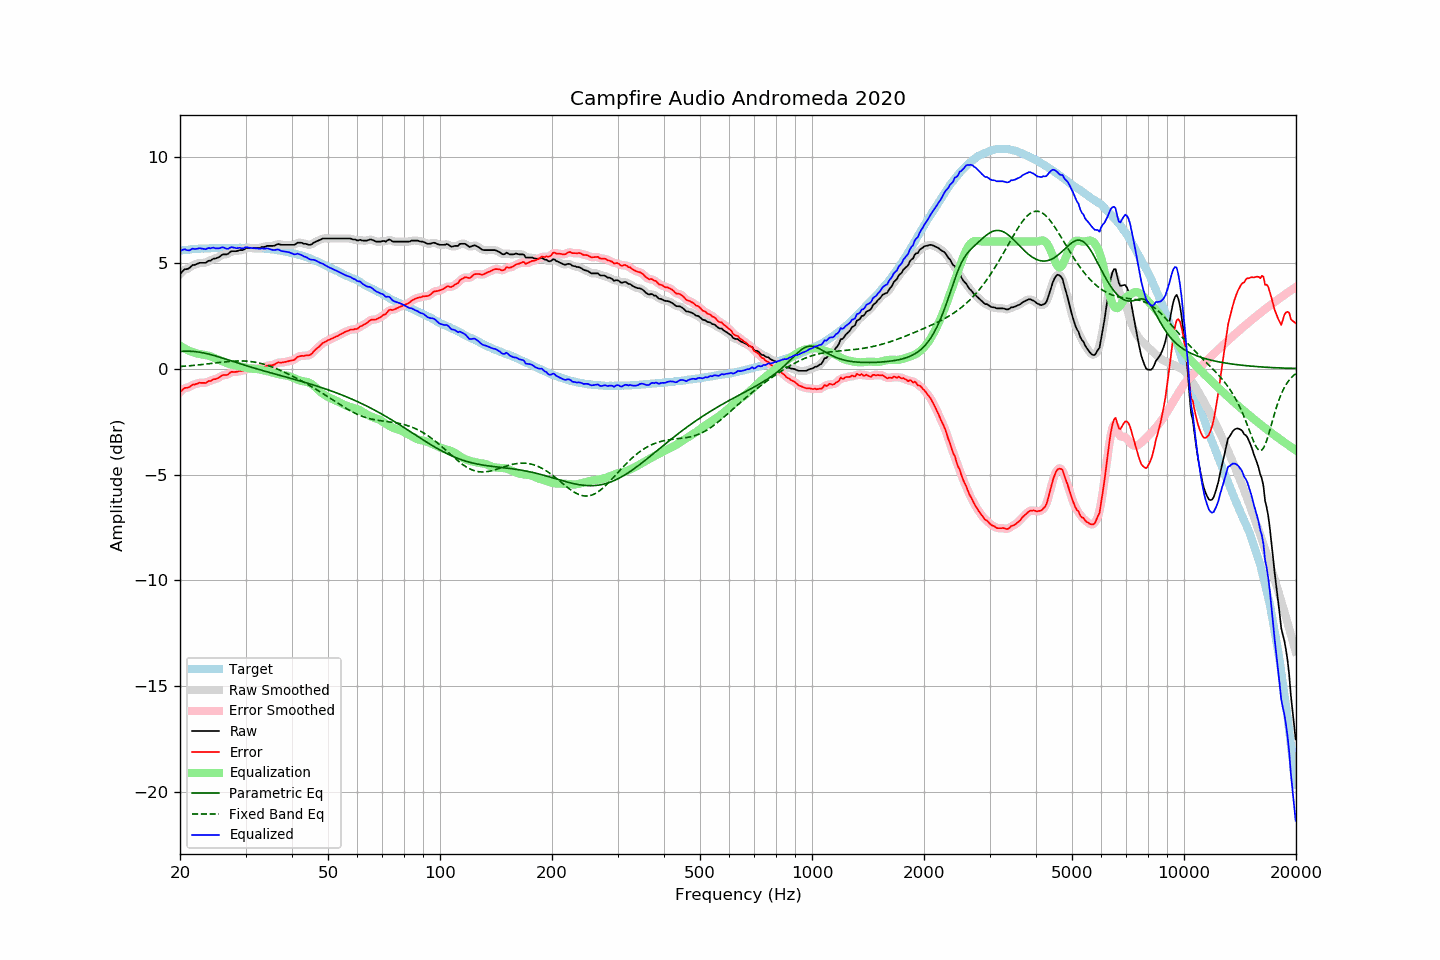 Campfire Audio Andromeda 2020
10
5
0
−5
−10
−15
−20
Amplitude (dBr)
Target
Raw Smoothed
Error Smoothed
Raw
Error
Equalization
Parametric Eq
Fixed Band Eq
Equalized
20 50 100 200 500 1000 2000 5000 10000 20000
Frequency (Hz)